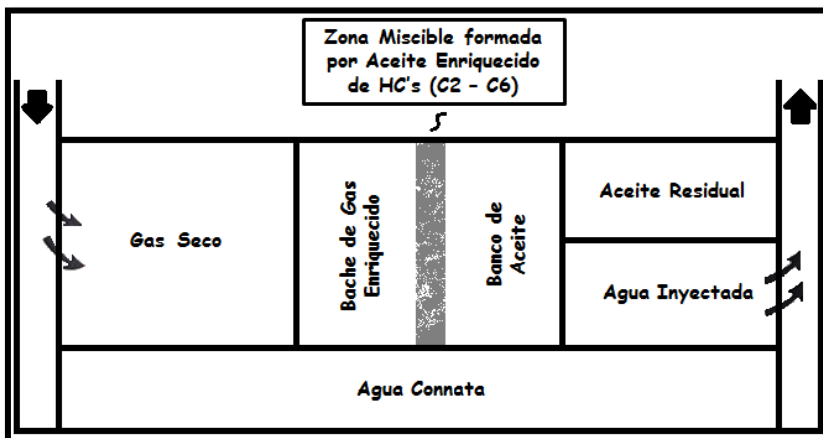 Zona Miscible formada
por Aceite Enriquecido
de HC's (C2 – C6)
Gas Seco
Bache de Gas
Enriquecido
Banco de
Aceite
Aceite Residual
Agua Inyectada
Agua Connata